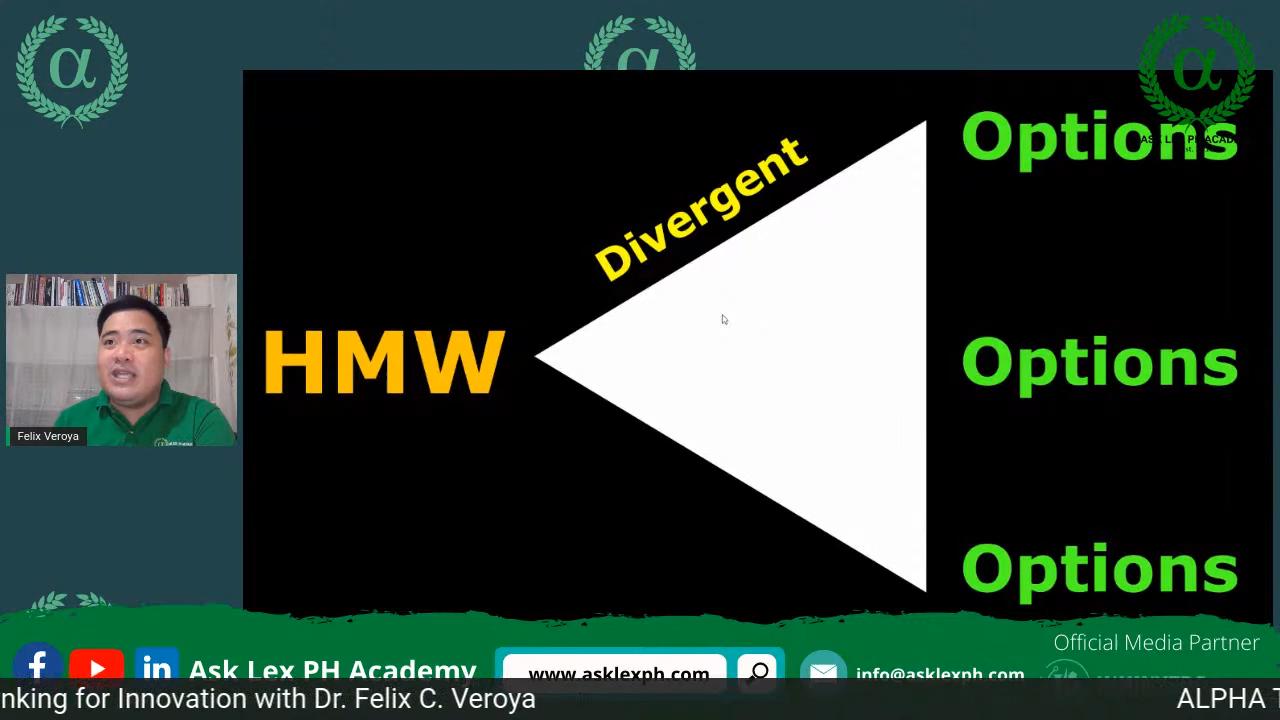 α
α
α
Options
Divergent
HMW
Options
Felix Veroya
Options
Official Media Partner
f
in
Ask Lex PH Academy
www.asklexph.com
info@asklexph.com
nking for Innovation with Dr. Felix C. Veroya
ALPHA T